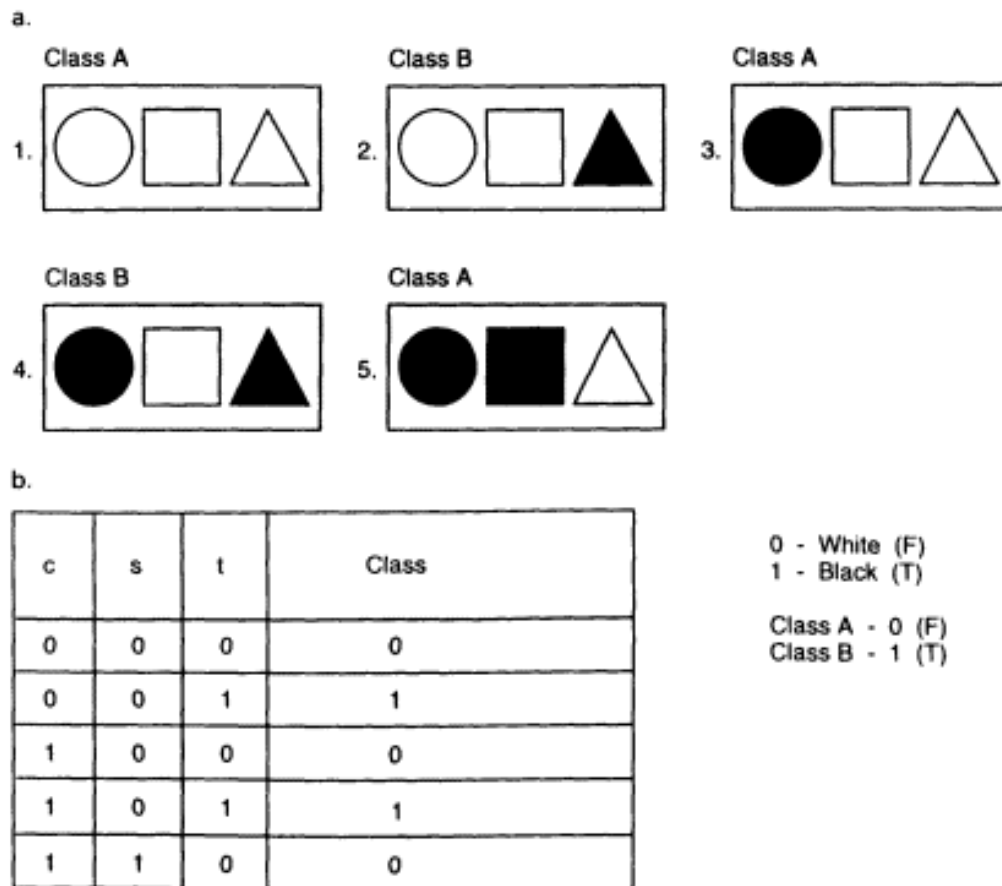 a.
Class A Class B Class A
1. 2. 3.
Class B Class A
4. 5.
b.
c s t Class
0 0 0 0
0 0 1 1
1 0 0 0
1 0 1 1
1 1 0 0
0 - White (F)
1 - Black (T)
Class A - 0 (F)
Class B - 1 (T)